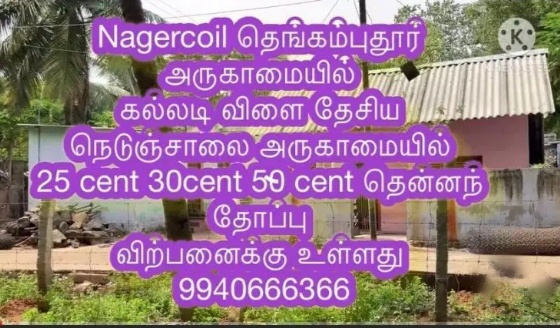 Nagercoil தெங்கம்புதூர்
அருகாமையில்
கல்லடி விளை தேசிய
நெடுஞ்சாலை அருகாமையில்
25 cent 30cent 50 cent தென்னந்
தோப்பு
விற்பனைக்கு உள்ளது
9940666366
K